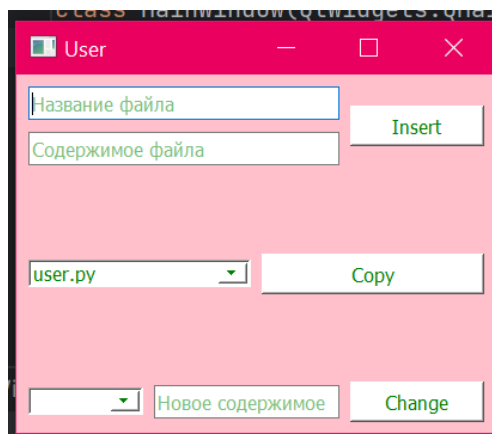 class MainWindow(QtWidgets.QMai
User
Название файла
Insert
Содержимое файла
user.py
Copy
Новое содержимое
Change